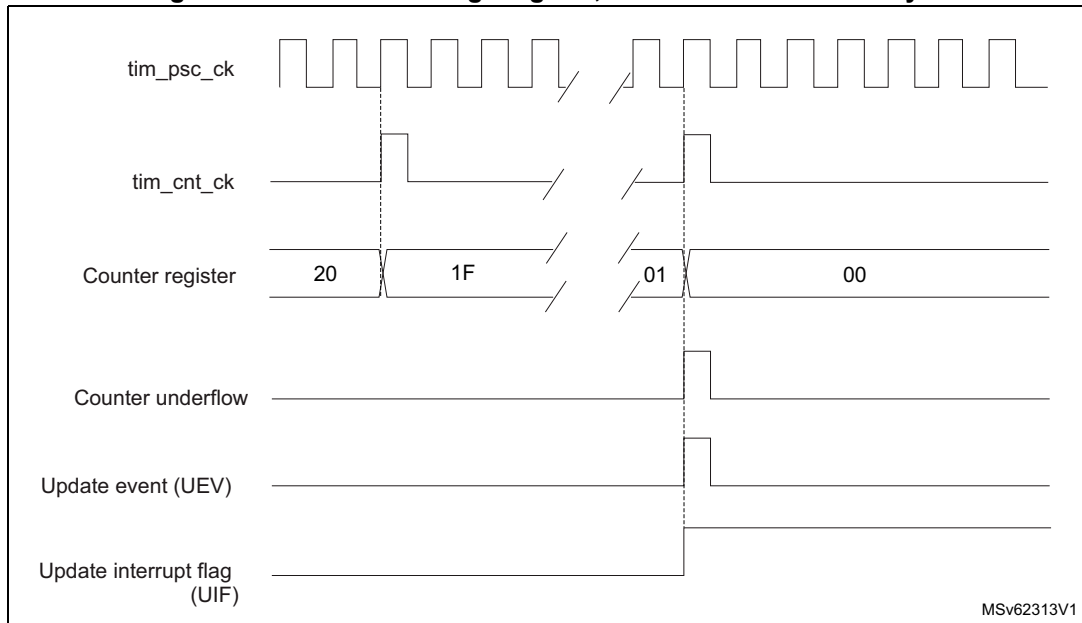 tim_psc_ck
tim_cnt_ck
Counter register
20
1F
01
00
Counter underflow
Update event (UEV)
Update interrupt flag
(UIF)
MSv62313V1